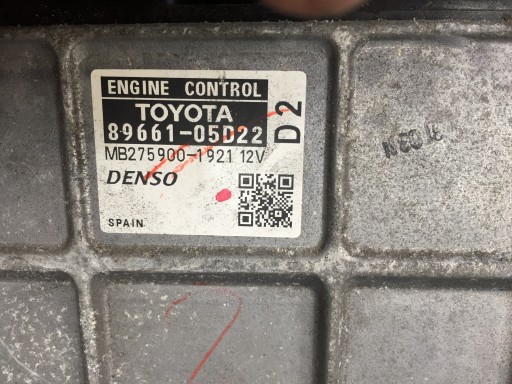 ENGINE CONTROL
TOYOTA
89661-05D22
D2
MB275900-1921 12V
DENSO
SPAIN